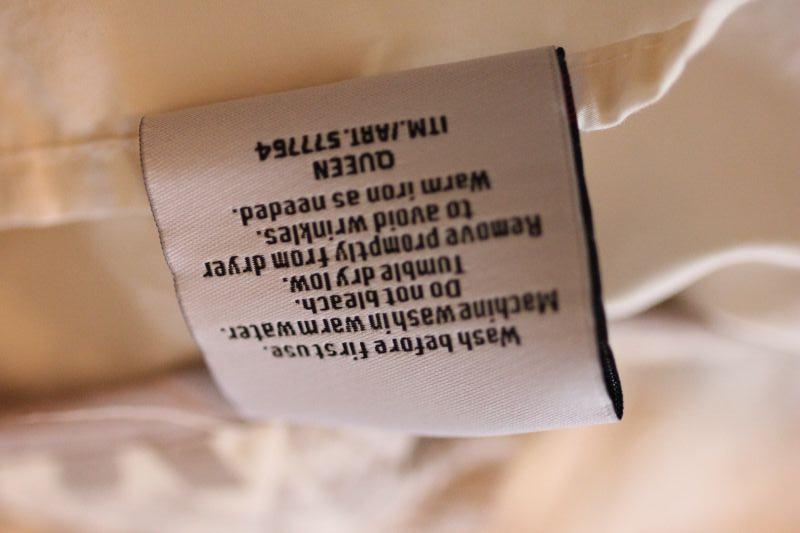 Wash before first use.
Machine wash in warm water.
Do not bleach.
Tumble dry low.
Remove promptly from dryer
to avoid wrinkles.
Warm iron as needed.
QUEEN
ITM./ART. 577764